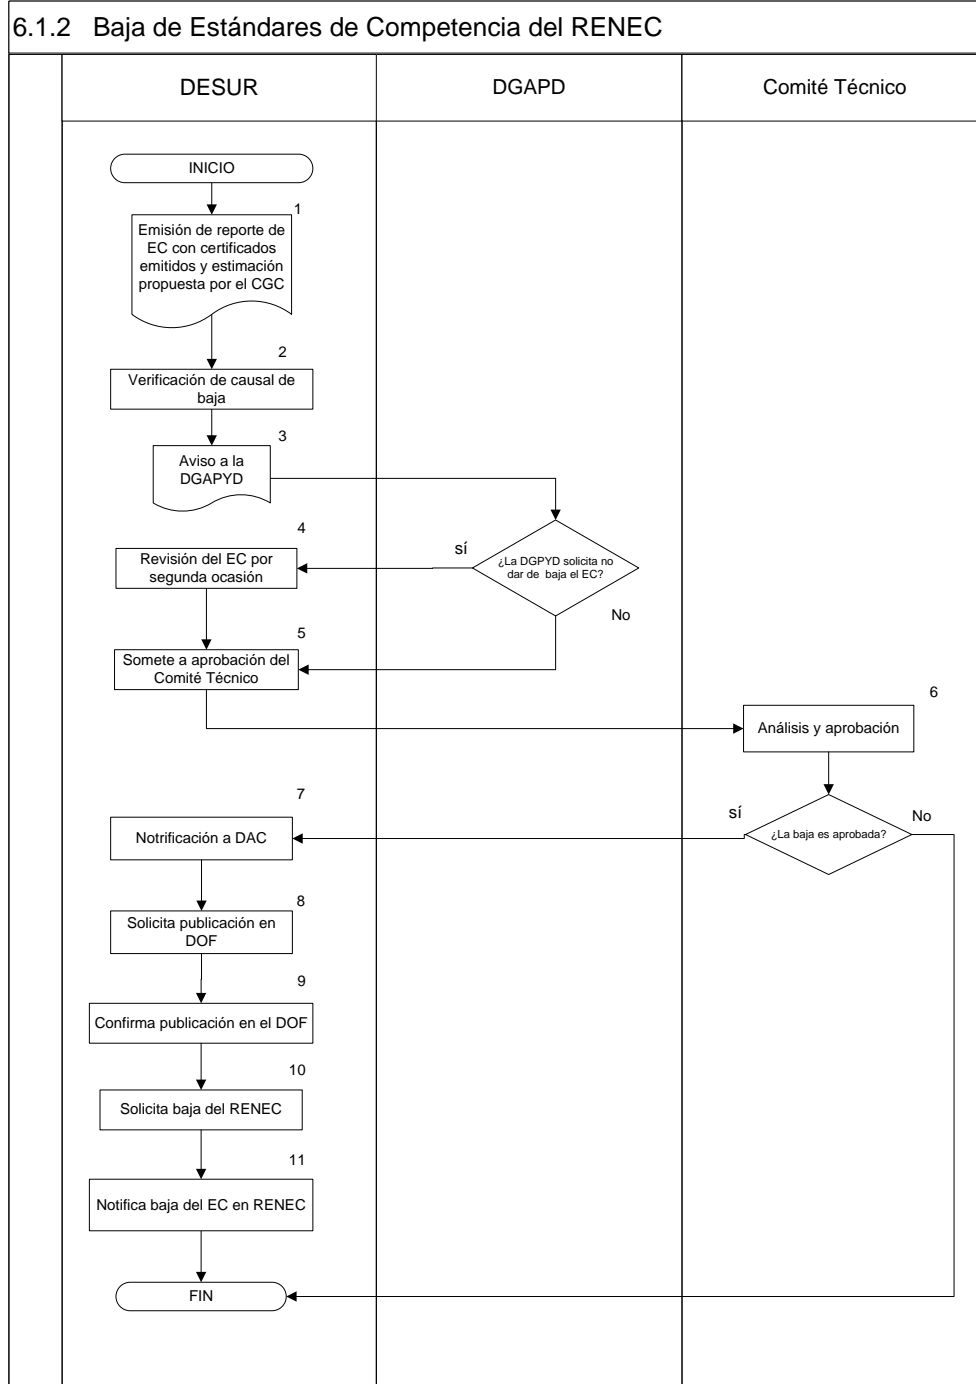 6.1.2 Baja de Estándares de Competencia del RENEC
DESUR
DGAPD
Comité Técnico
INICIO
1
Emisión de reporte de
EC con certificados
emitidos y estimación
propuesta por el CGC
2
Verificación de causal de
baja
3
Aviso a la
DGAPYD
¿La DGPYD solicita no
dar de baja el EC?
sí
No
4
Revisión del EC por
segunda ocasión
5
Somete a aprobación del
Comité Técnico
6
Análisis y aprobación
¿La baja es aprobada?
sí
No
7
Notrificación a DAC
8
Solicita publicación en
DOF
9
Confirma publicación en el DOF
10
Solicita baja del RENEC
11
Notifica baja del EC en RENEC
FIN